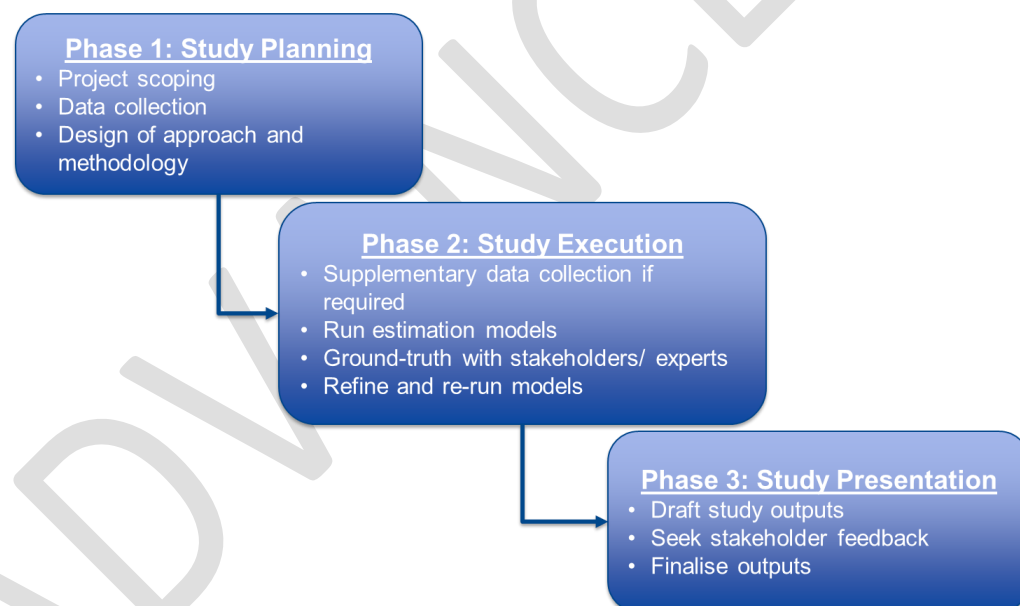 Phase 1: Study Planning
• Project scoping
• Data collection
• Design of approach and
methodology
Phase 2: Study Execution
• Supplementary data collection if
required
• Run estimation models
• Ground-truth with stakeholders/ experts
• Refine and re-run models
Phase 3: Study Presentation
• Draft study outputs
• Seek stakeholder feedback
• Finalise outputs
ADVANCE